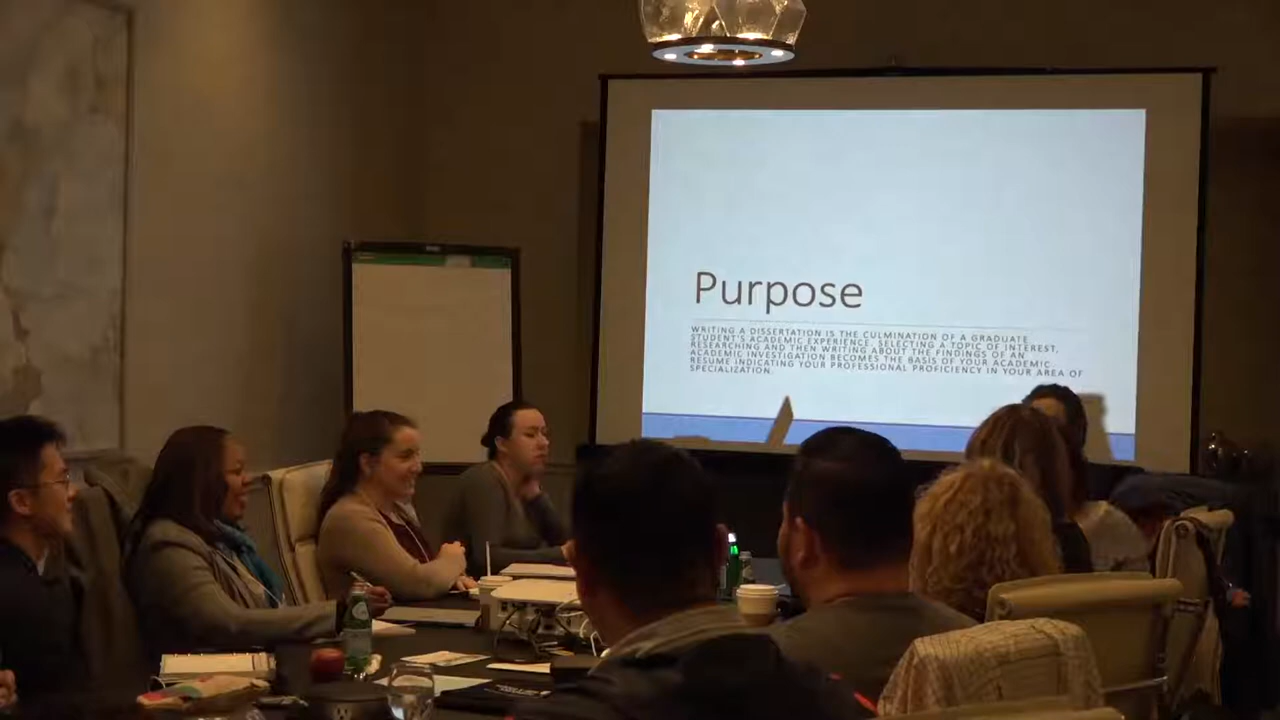 Purpose
WRITING A DISSERTATION IS THE CULMINATION OF A GRADUATE
STUDENT'S ACADEMIC EXPERIENCE. SELECTING A TOPIC OF INTEREST,
RESEARCHING AND THEN WRITING ABOUT THE FINDINGS OF AN
ACADEMIC INVESTIGATION BECOMES THE BASIS OF YOUR ACADEMIC
RESUME INDICATING YOUR PROFESSIONAL PROFICIENCY IN YOUR AREA OF
SPECIALIZATION.